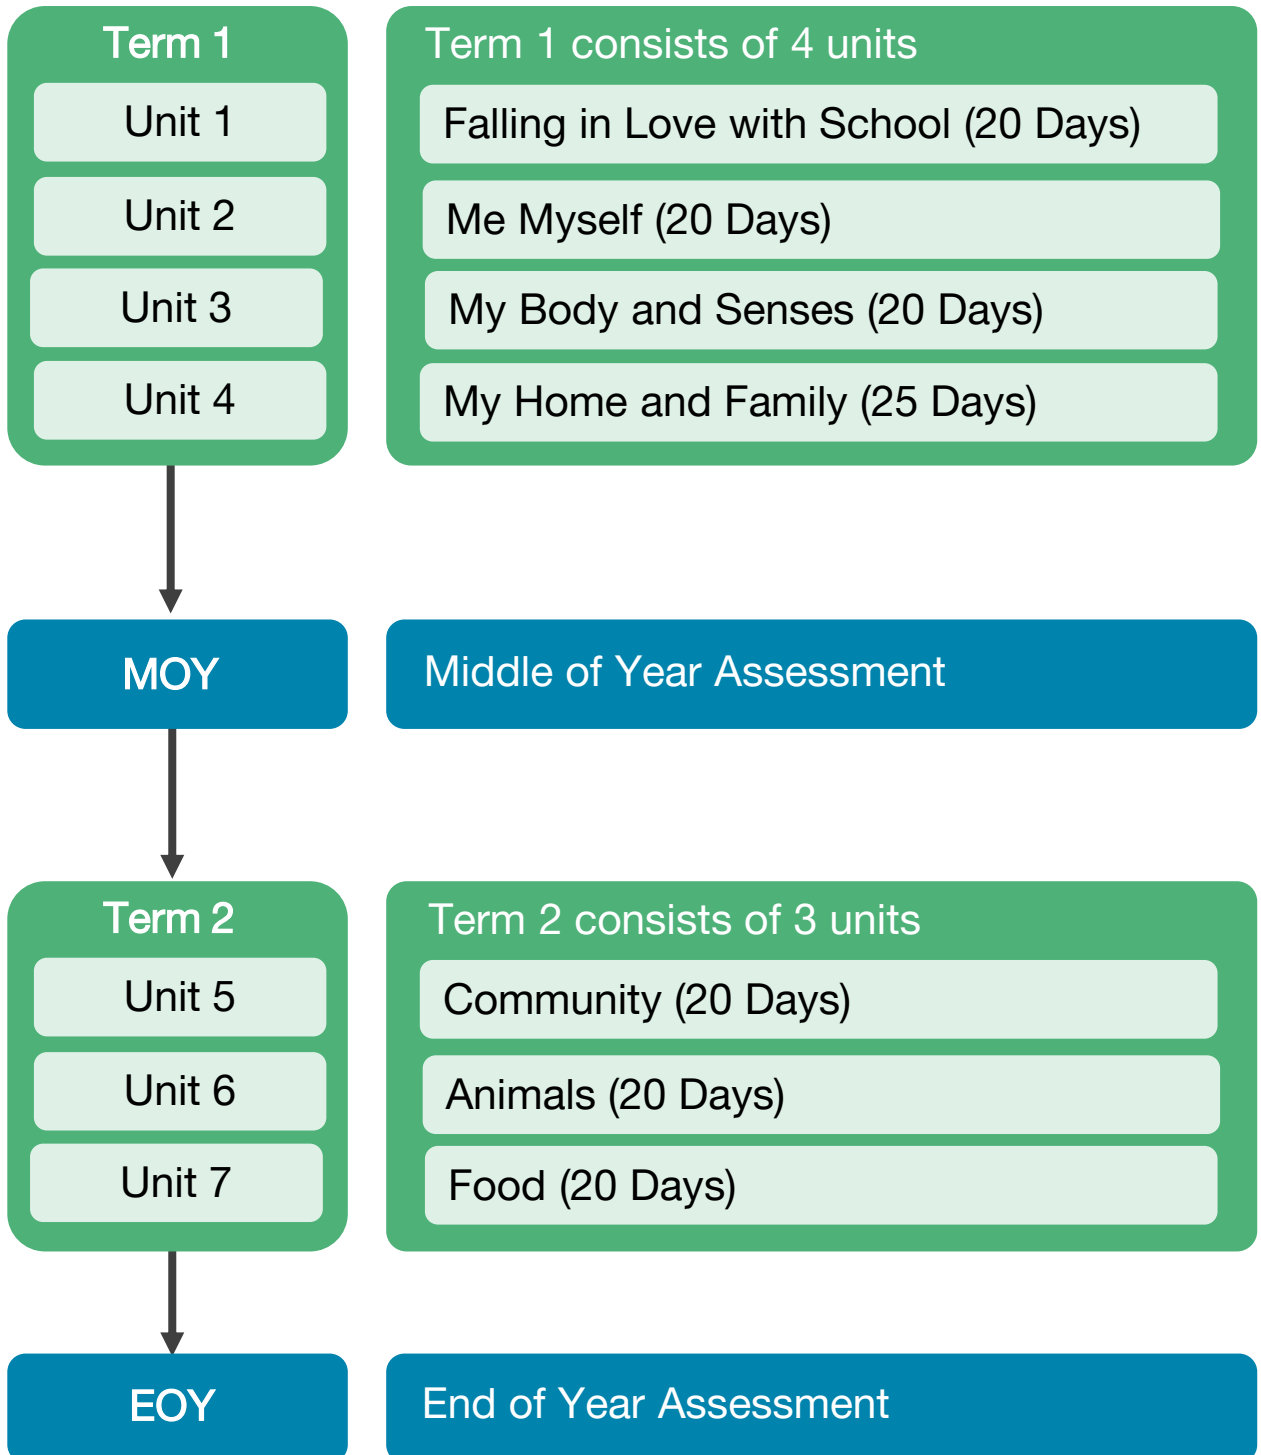 Term 1
Unit 1
Unit 2
Unit 3
Unit 4
Term 1 consists of 4 units
Falling in Love with School (20 Days)
Me Myself (20 Days)
My Body and Senses (20 Days)
My Home and Family (25 Days)
MOY
Middle of Year Assessment
Term 2
Unit 5
Unit 6
Unit 7
Term 2 consists of 3 units
Community (20 Days)
Animals (20 Days)
Food (20 Days)
EOY
End of Year Assessment